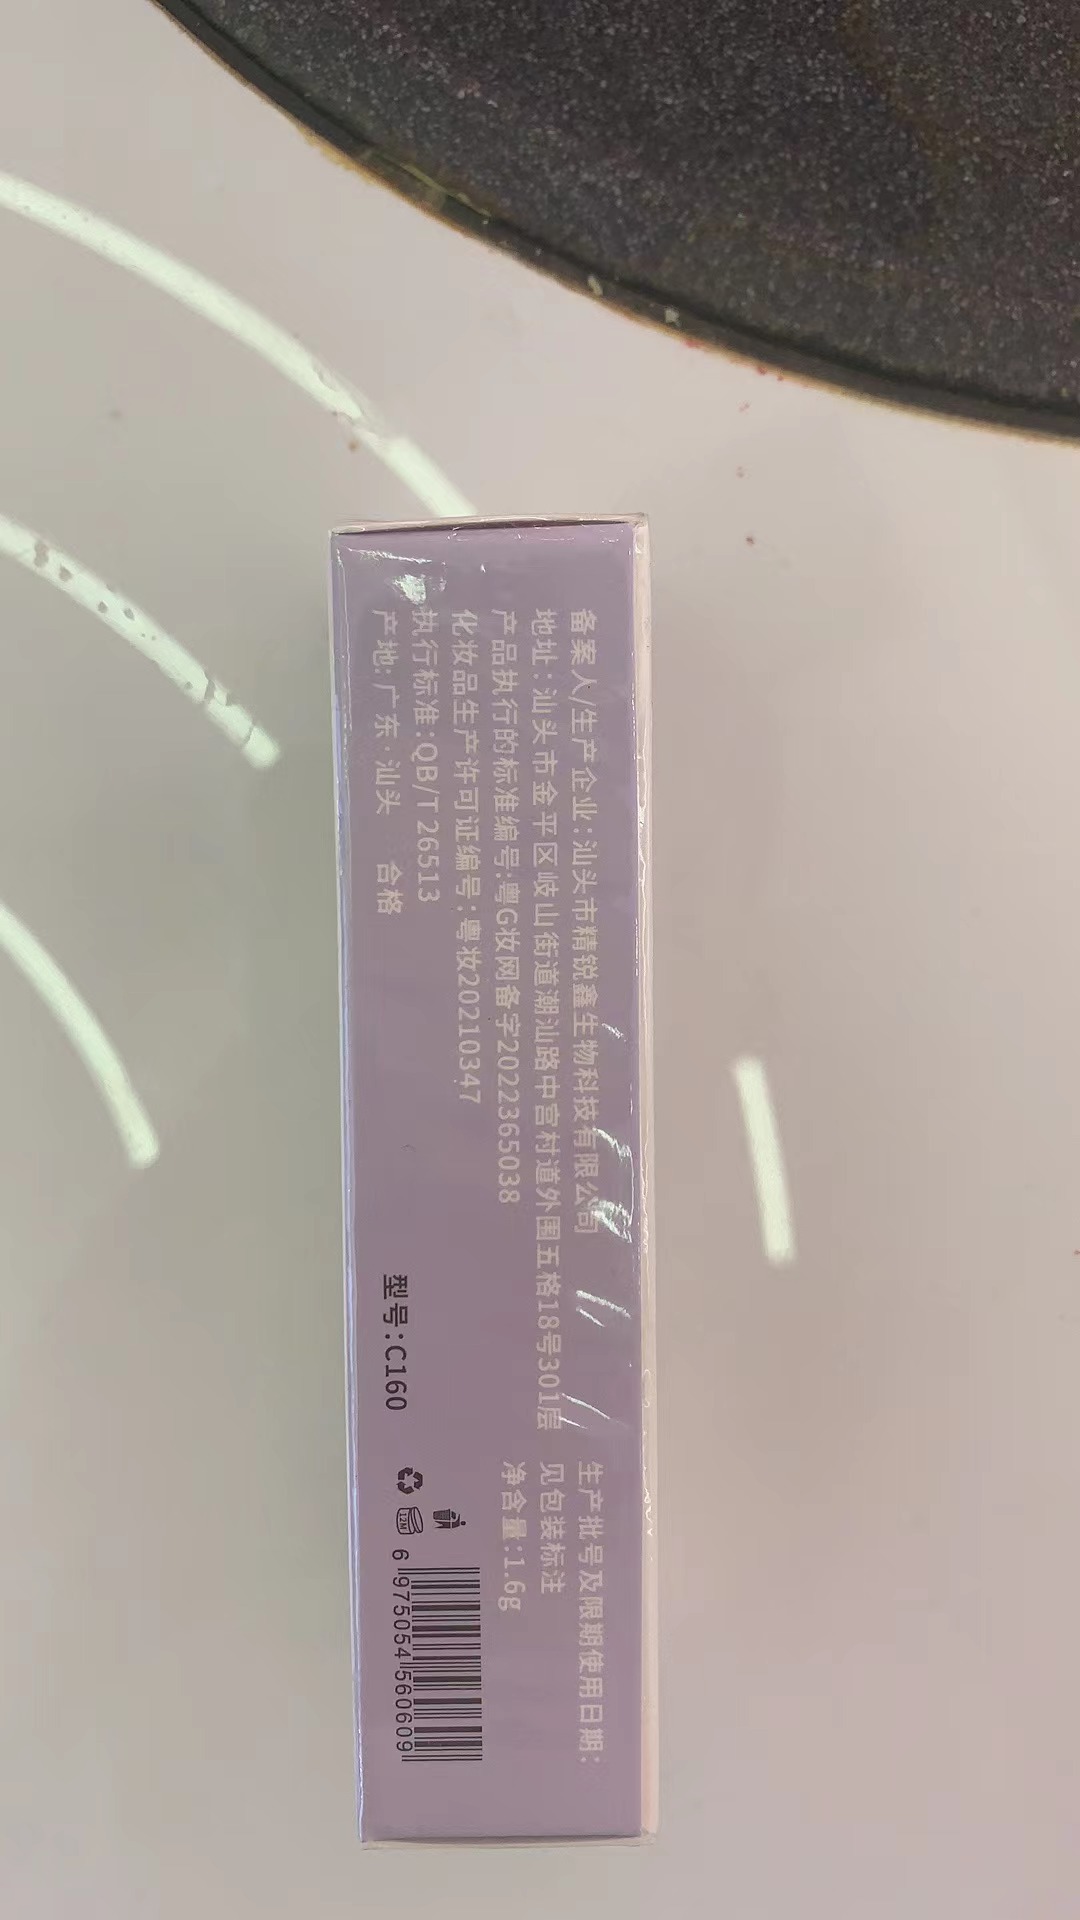 备案人/生产企业:汕头市精锐鑫生物科技有限公司
地址:汕头市金平区岐山街道潮汕路中宫村道外围五格18号301层
产品执行的标准编号:粤G妆网备字2022365038
化妆品生产许可证编号:粤妆20210347
执行标准:QB/T 26513
产地:广东·汕头 合格
型号:C160
生产批号及限期使用日期:
见包装标注
净含量:1.6g
12M
6 975054 560609